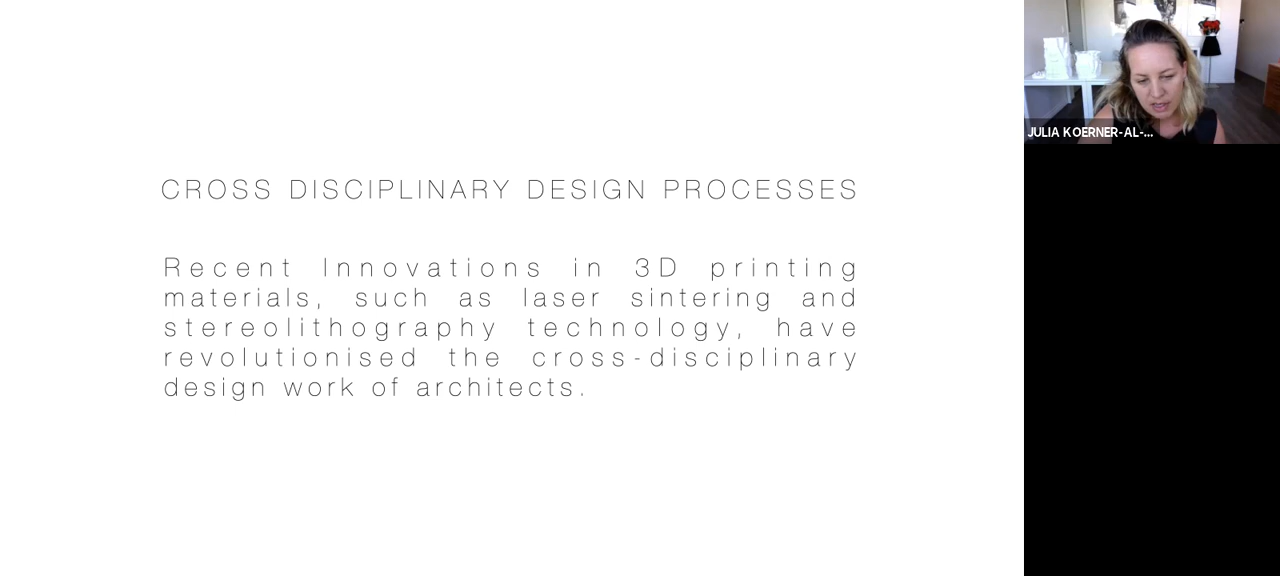 CROSS DISCIPLINARY DESIGN PROCESSES
Recent Innovations in 3D printing
materials, such as laser sintering and
stereolithography technology, have
revolutionised the cross-disciplinary
design work of architects.
JULIA KOERNER-AL-...